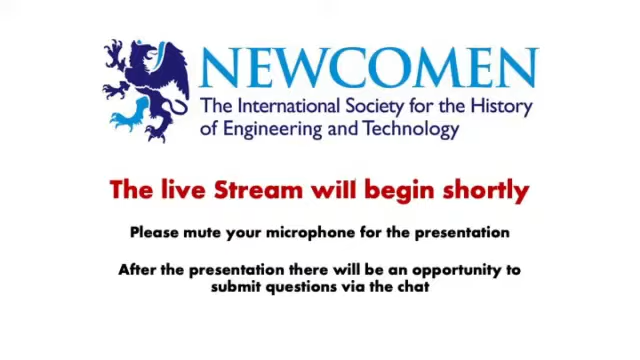 NEWCOMEN
The International Society for the History
of Engineering and Technology
The live Stream will begin shortly
Please mute your microphone for the presentation
After the presentation there will be an opportunity to
submit questions via the chat